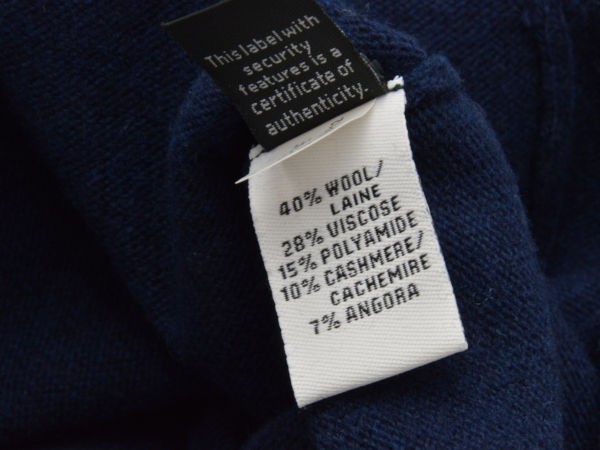 This label with
security
features is a
certificate of
authenticity.
40% WOOL/
LAINE
28% VISCOSE
15% POLYAMIDE
10% CASHMERE/
CACHEMIRE
7% ANGORA